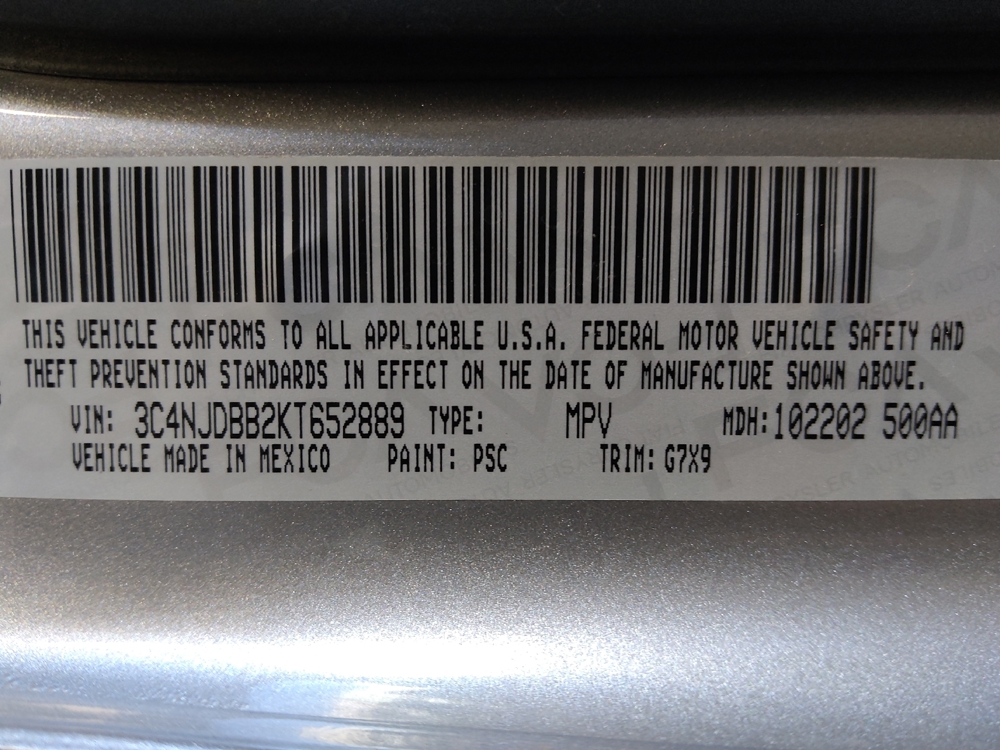 THIS VEHICLE CONFORMS TO ALL APPLICABLE U.S.A. FEDERAL MOTOR VEHICLE SAFETY AND
THEFT PREVENTION STANDARDS IN EFFECT ON THE DATE OF MANUFACTURE SHOWN ABOVE.
VIN: 3C4NJDBB2KT652889 TYPE: MPV MDH: 102202 500AA
VEHICLE MADE IN MEXICO PAINT: PSC TRIM: G7X9